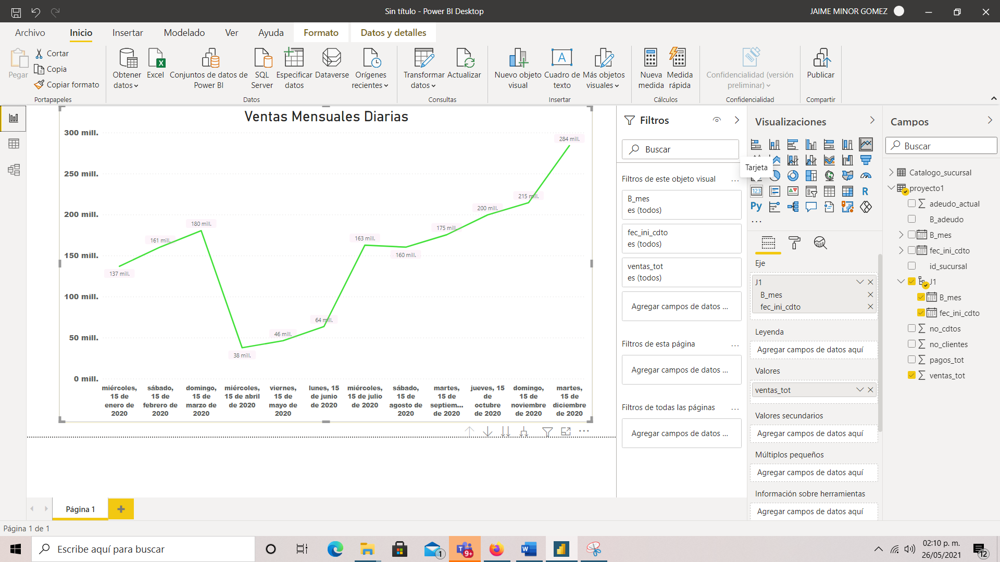 Sin título - Power BI Desktop
JAIME MINOR GOMEZ
Archivo
Inicio
Insertar
Modelado
Ver
Ayuda
Formato
Datos y detalles
Pegar
Cortar
Copia
Copiar formato
Portapapeles
Obtener
datos
Excel
Conjuntos de datos de
Power BI
SQL
Server
Especificar
datos
Dataverse
Orígenes
recientes
Datos
Transformar
datos
Actualizar
Consultas
Nuevo objeto
visual
Cuadro de
texto
Más objetos
visuales
Insertar
Nueva
medida
Medida
rápida
Cálculos
Confidencialidad (versión
preliminar)
Confidencialidad
Publicar
Compartir
Ventas Mensuales Diarias
300 mill.
250 mill.
200 mill.
150 mill.
100 mill.
50 mill.
0 mill.
137 mill.
161 mill.
180 mill.
38 mill.
46 mill.
64 mill.
163 mill.
160 mill.
175 mill.
200 mill.
215 mill.
284 mill.
miércoles,
15 de
enero de
2020
sábado,
15 de
febrero de
2020
domingo,
15 de
marzo de
2020
miércoles,
15 de abril
de 2020
viernes,
15 de
mayo de
2020
lunes, 15
de junio
de 2020
miércoles,
15 de julio
de 2020
sábado,
15 de
agosto de
2020
martes,
15 de
septiem...
de 2020
jueves, 15
de
octubre
de 2020
domingo,
15 de
noviembre
de 2020
martes,
15 de
diciembre
de 2020
Filtros
Buscar
Filtros de este objeto visual
...
B_mes
es (todos)
fec_ini_cdto
es (todos)
ventas_tot
es (todos)
Agregar campos de datos ...
Filtros de esta página
...
Agregar campos de datos ...
Filtros de todas las páginas
...
Agregar campos de datos ...
Visualizaciones
Tarjeta
123
R
Py
...
Eje
J1
B_mes
fec_ini_cdto
Leyenda
Agregar campos de datos aquí
Valores
ventas_tot
Valores secundarios
Agregar campos de datos aquí
Múltiplos pequeños
Agregar campos de datos aquí
Información sobre herramientas
Agregar campos de datos aquí
Campos
Buscar
Catalogo_sucursal
proyecto1
adeudo_actual
B_adeudo
B_mes
fec_ini_cdto
id_sucursal
J1
B_mes
fec_ini_cdto
no_cdtos
no_clientes
pagos_tot
ventas_tot
Página 1
Página 1 de 1
Escribe aquí para buscar
1
9+
02:10 p. m.
26/05/2021
12